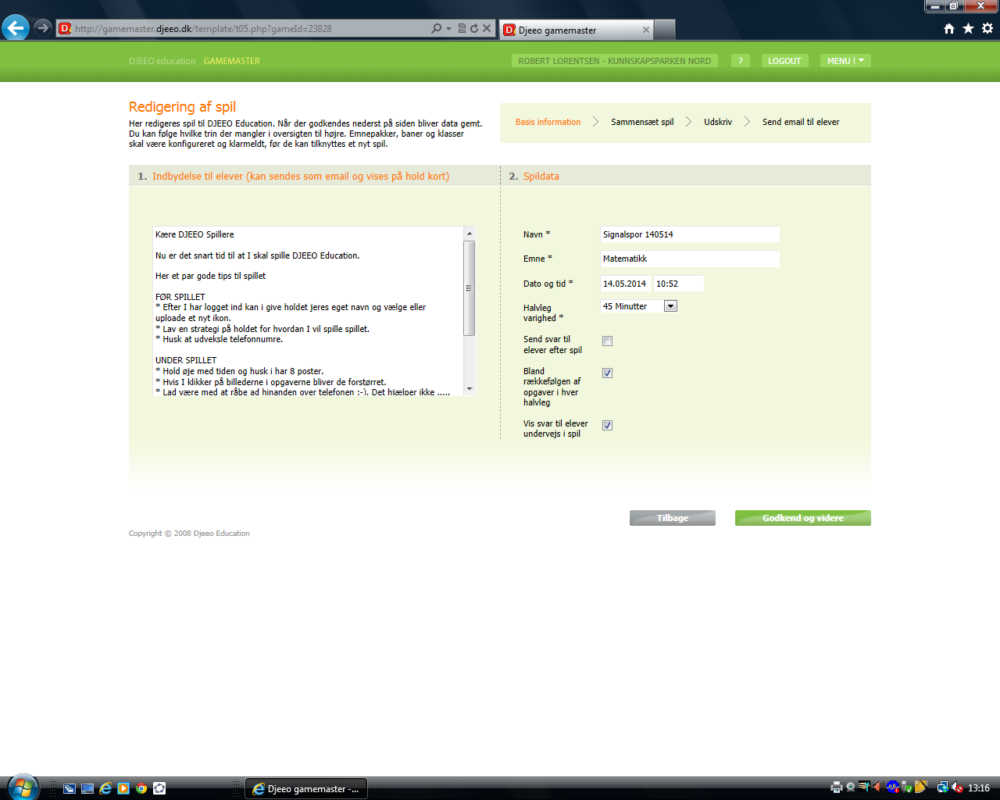 http://gamemaster.djeeo.dk/template/t05.php?gameId=23828
Djeeo gamemaster
DJEEO education GAMEMASTER
ROBERT LORENTSEN - KUNNSKAPSPARKEN NORD
?
LOGOUT
MENU
Redigering af spil
Her redigeres spil til DJEEO Education. Når der godkendes nederst på siden bliver data gemt.
Du kan følge hvilke trin der mangler i oversigten til højre. Emnepakker, baner og klasser
skal være konfigureret og klarmeldt, før de kan tilknyttes et nyt spil.
Basis information
Sammensæt spil
Udskriv
Send email til elever
1. Indbydelse til elever (kan sendes som email og vises på hold kort)
Kære DJEEO Spillere
Nu er det snart tid til at I skal spille DJEEO Education.
Her et par gode tips til spillet
FØR SPILLET
* Efter I har logget ind kan i give holdet jeres eget navn og vælge eller
uploade et nyt ikon.
* Lav en strategi på holdet for hvordan I vil spille spillet.
* Husk at udveksle telefonnumre.
UNDER SPILLET
* Hold øje med tiden og husk i har 8 poster.
* Hvis I klikker på billederne i opgaverne bliver de forstørret.
* Lad være med at råbe ad hinanden over telefonen :-). Det hjælper ikke .....
2. Spildata
Navn *
Signalspor 140514
Emne *
Matematikk
Dato og tid *
14.05.2014
10:52
Halvleg
varighed *
45 Minutter
Send svar til
elever efter spil
Bland
rækkefølgen af
opgaver i hver
halvleg
Vis svar til elever
undervejs i spil
Tilbage
Godkend og videre
Copyright © 2008 Djeeo Education
Djeeo gamemaster -...
13:16